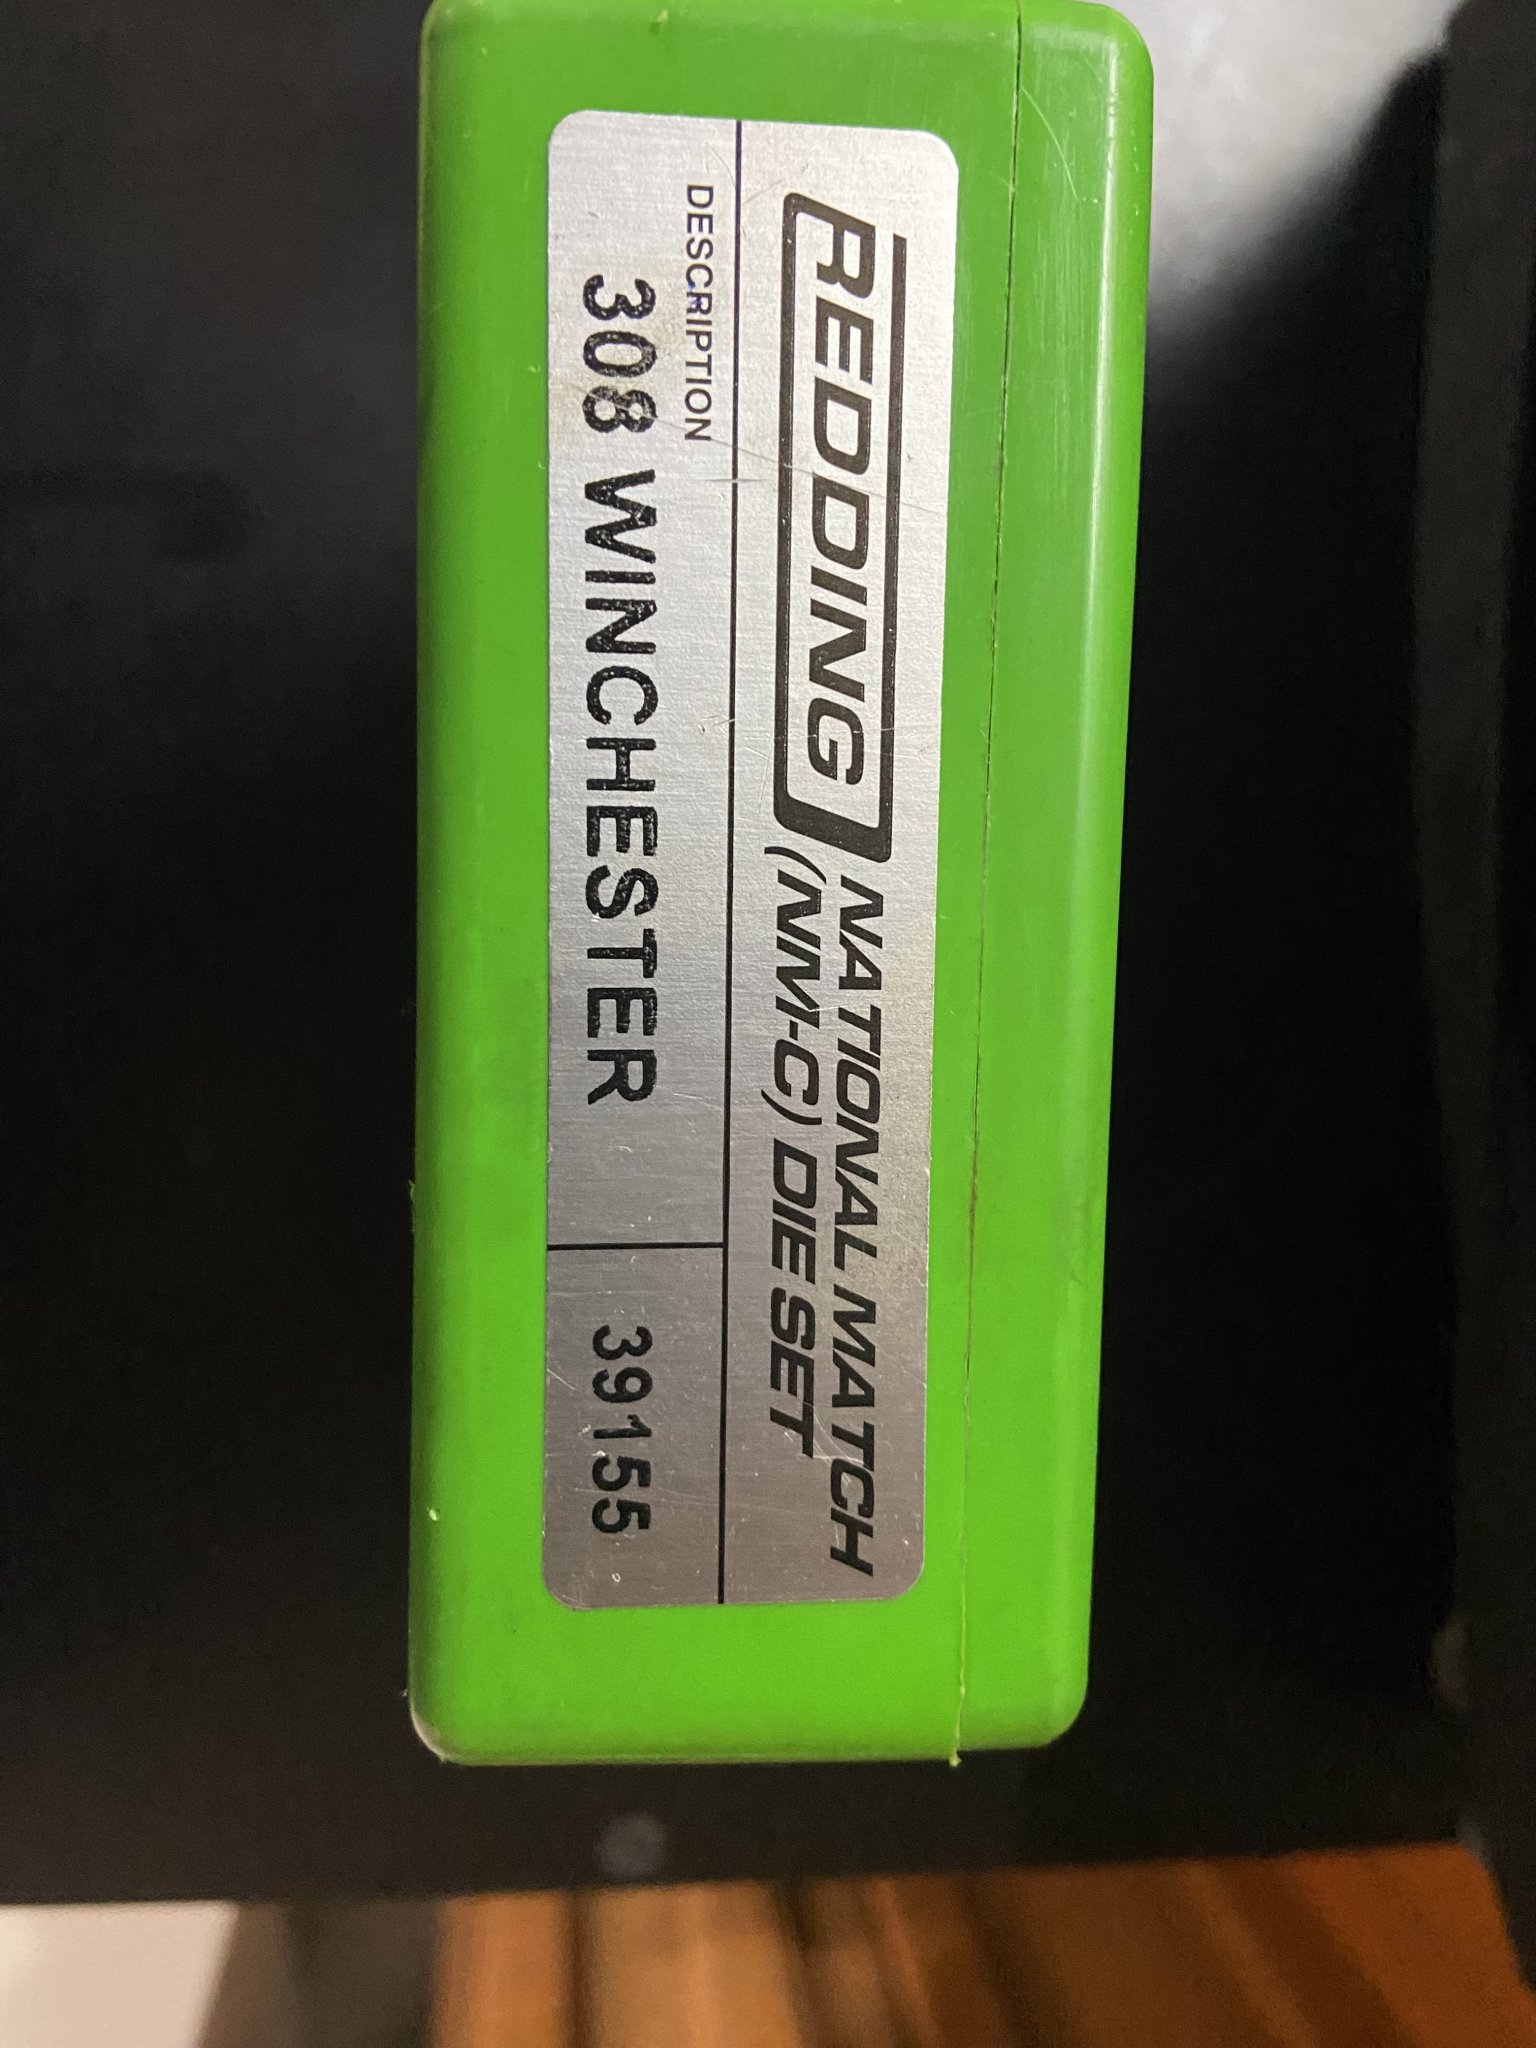 REDDING
NATIONAL MATCH
(NM-C) DIE SET
DESCRIPTION
308 WINCHESTER
39155